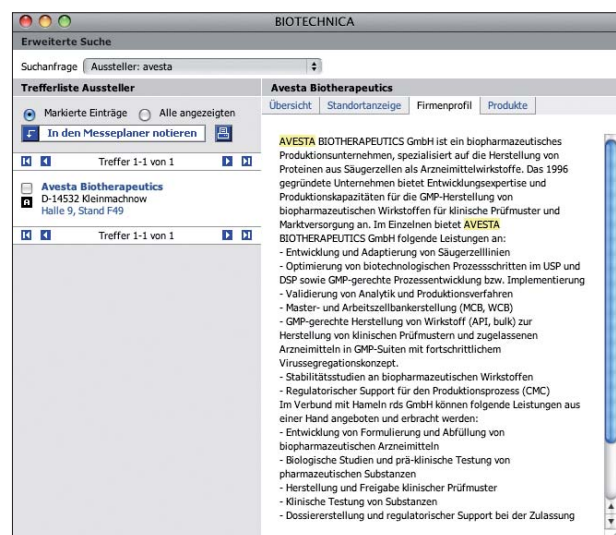 BIOTECHNICA
Erweiterte Suche
Suchanfrage Aussteller: avesta
Trefferliste Aussteller
Markierte Einträge Alle angezeigten
In den Messeplaner notieren
Treffer 1-1 von 1
Avesta Biotherapeutics
D-14532 Kleinmachnow
A
Halle 9, Stand F49
Treffer 1-1 von 1
Avesta Biotherapeutics
Übersicht Standortanzeige Firmenprofil Produkte
AVESTA BIOTHERAPEUTICS GmbH ist ein biopharmazeutisches
Produktionsunternehmen, spezialisiert auf die Herstellung von
Proteinen aus Säugerzellen als Arzneimittelwirkstoffe. Das 1996
gegründete Unternehmen bietet Entwicklungsexpertise und
Produktionskapazitäten für die GMP-Herstellung von
biopharmazeutischen Wirkstoffen für klinische Prüfmuster und
Marktversorgung an. Im Einzelnen bietet AVESTA
BIOTHERAPEUTICS GmbH folgende Leistungen an:
- Entwicklung und Adaptierung von Säugerzelllinien
- Optimierung von biotechnologischen Prozessschritten im USP und
DSP sowie GMP-gerechte Prozessentwicklung bzw. Implementierung
- Validierung von Analytik und Produktionsverfahren
- Master- und Arbeitszellbankerstellung (MCB, WCB)
- GMP-gerechte Herstellung von Wirkstoff (API, bulk) zur
Herstellung von klinischen Prüfmustern und zugelassenen
Arzneimitteln in GMP-Suiten mit fortschrittlichem
Virussegregationskonzept.
- Stabilitätsstudien an biopharmazeutischen Wirkstoffen
- Regulatorischer Support für den Produktionsprozess (CMC)
Im Verbund mit Hameln rds GmbH können folgende Leistungen aus
einer Hand angeboten und erbracht werden:
- Entwicklung von Formulierung und Abfüllung von
biopharmazeutischen Arzneimitteln
- Biologische Studien und prä-klinische Testung von
pharmazeutischen Substanzen
- Herstellung und Freigabe klinischer Prüfmuster
- Klinische Testung von Substanzen
- Dossiererstellung und regulatorischer Support bei der Zulassung